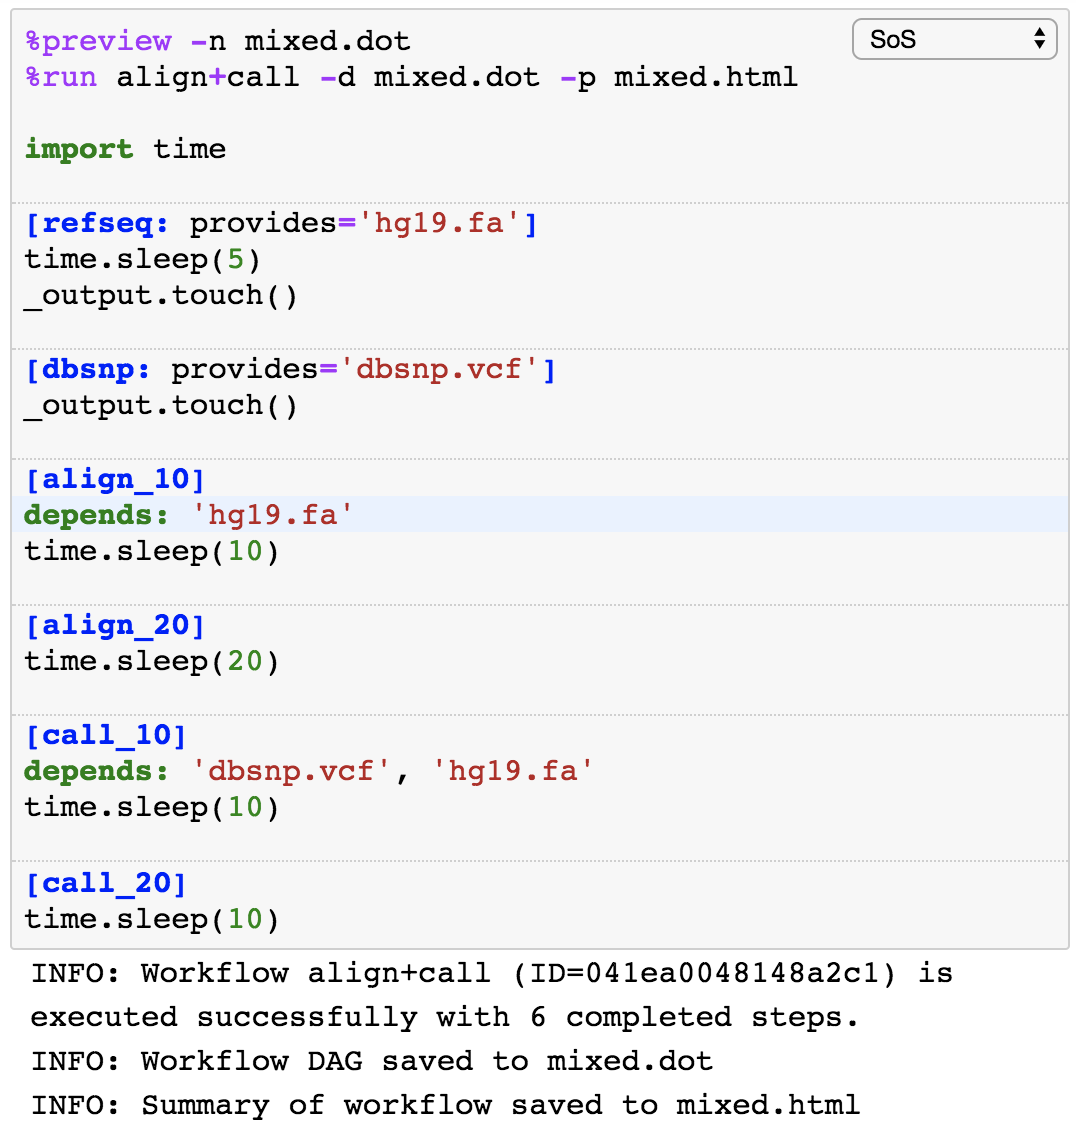 %preview -n mixed.dot
SoS
%run align+call -d mixed.dot -p mixed.html
import time
[refseq: provides='hg19.fa']
time.sleep(5)
_output.touch()
[dbsnp: provides='dbsnp.vcf']
_output.touch()
[align_10]
depends: 'hg19.fa'
time.sleep(10)
[align_20]
time.sleep(20)
[call_10]
depends: 'dbsnp.vcf', 'hg19.fa'
time.sleep(10)
[call_20]
time.sleep(10)
INFO: Workflow align+call (ID=041ea0048148a2c1) is
executed successfully with 6 completed steps.
INFO: Workflow DAG saved to mixed.dot
INFO: Summary of workflow saved to mixed.html